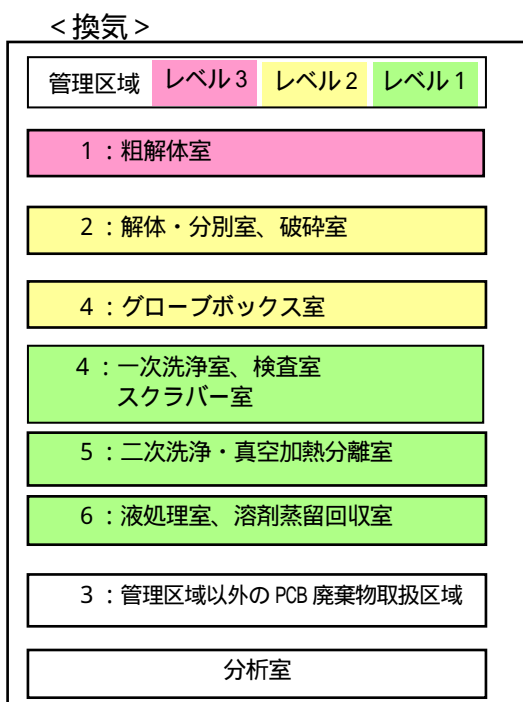 <換気>
管理区域 レベル3 レベル2 レベル1
1：粗解体室
2：解体・分別室、破砕室
4：グローブボックス室
4：一次洗浄室、検査室
スクラバー室
5：二次洗浄・真空加熱分離室
6：液処理室、溶剤蒸留回収室
3：管理区域以外のPCB廃棄物取扱区域
分析室